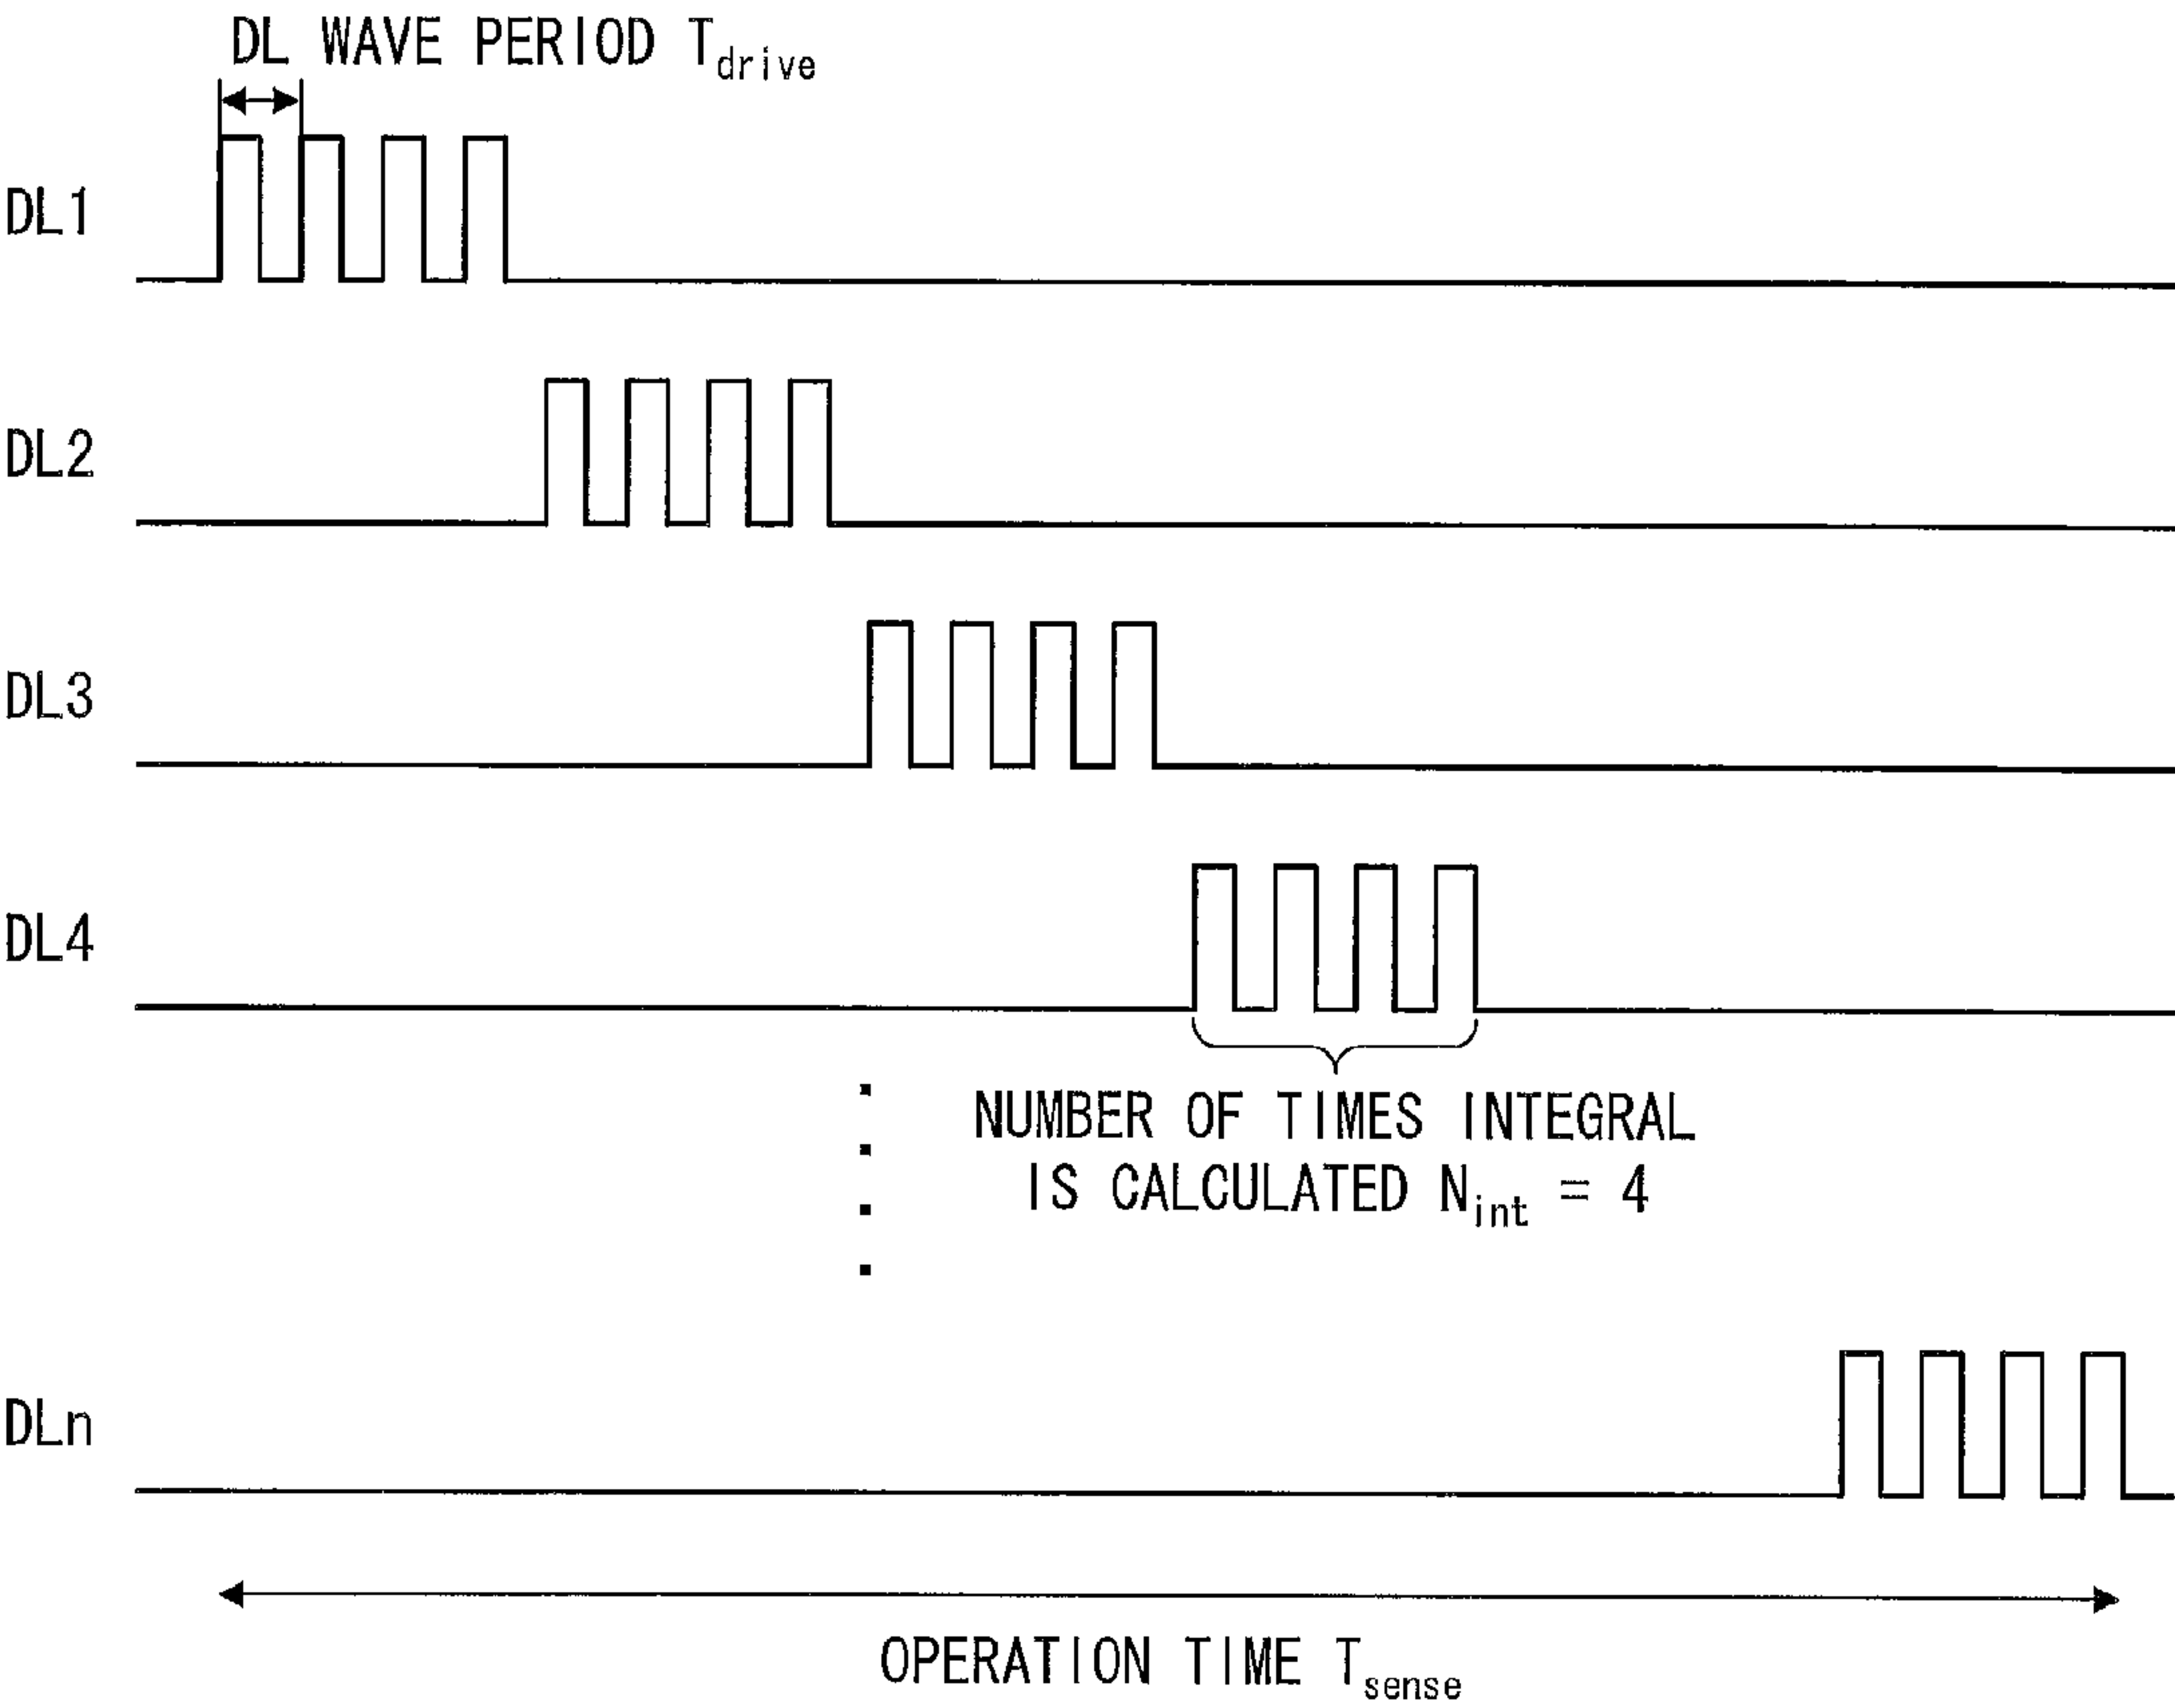 DL WAVE PERIOD Tdrive
DL1
DL2
DL3
DL4
NUMBER OF TIMES INTEGRAL
IS CALCULATED Nint = 4
DLn
OPERATION TIME Tsense